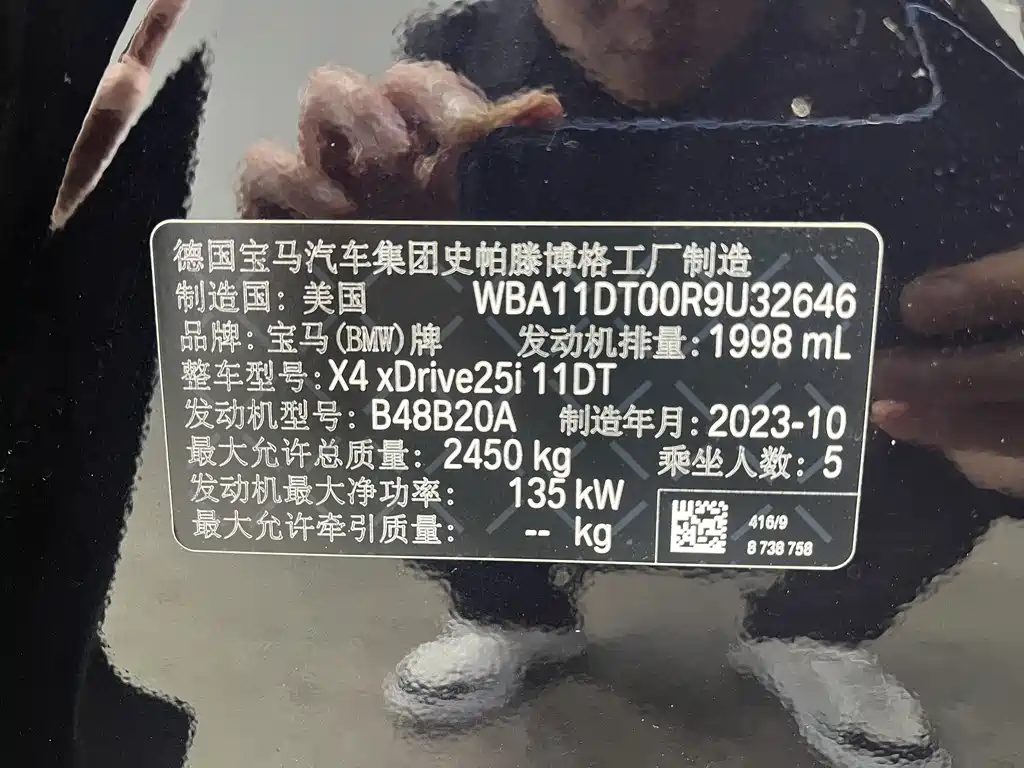 德国宝马汽车集团史帕滕博格工厂制造
制造国: 美国 WBA11DT00R9U32646
品牌: 宝马(BMW)牌 发动机排量: 1998 mL
整车型号: X4 xDrive25i 11DT
发动机型号: B48B20A 制造年月: 2023-10
最大允许总质量: 2450 kg 乘坐人数: 5
发动机最大净功率: 135 kW
最大允许牵引质量: -- kg
416/9
8 738 758